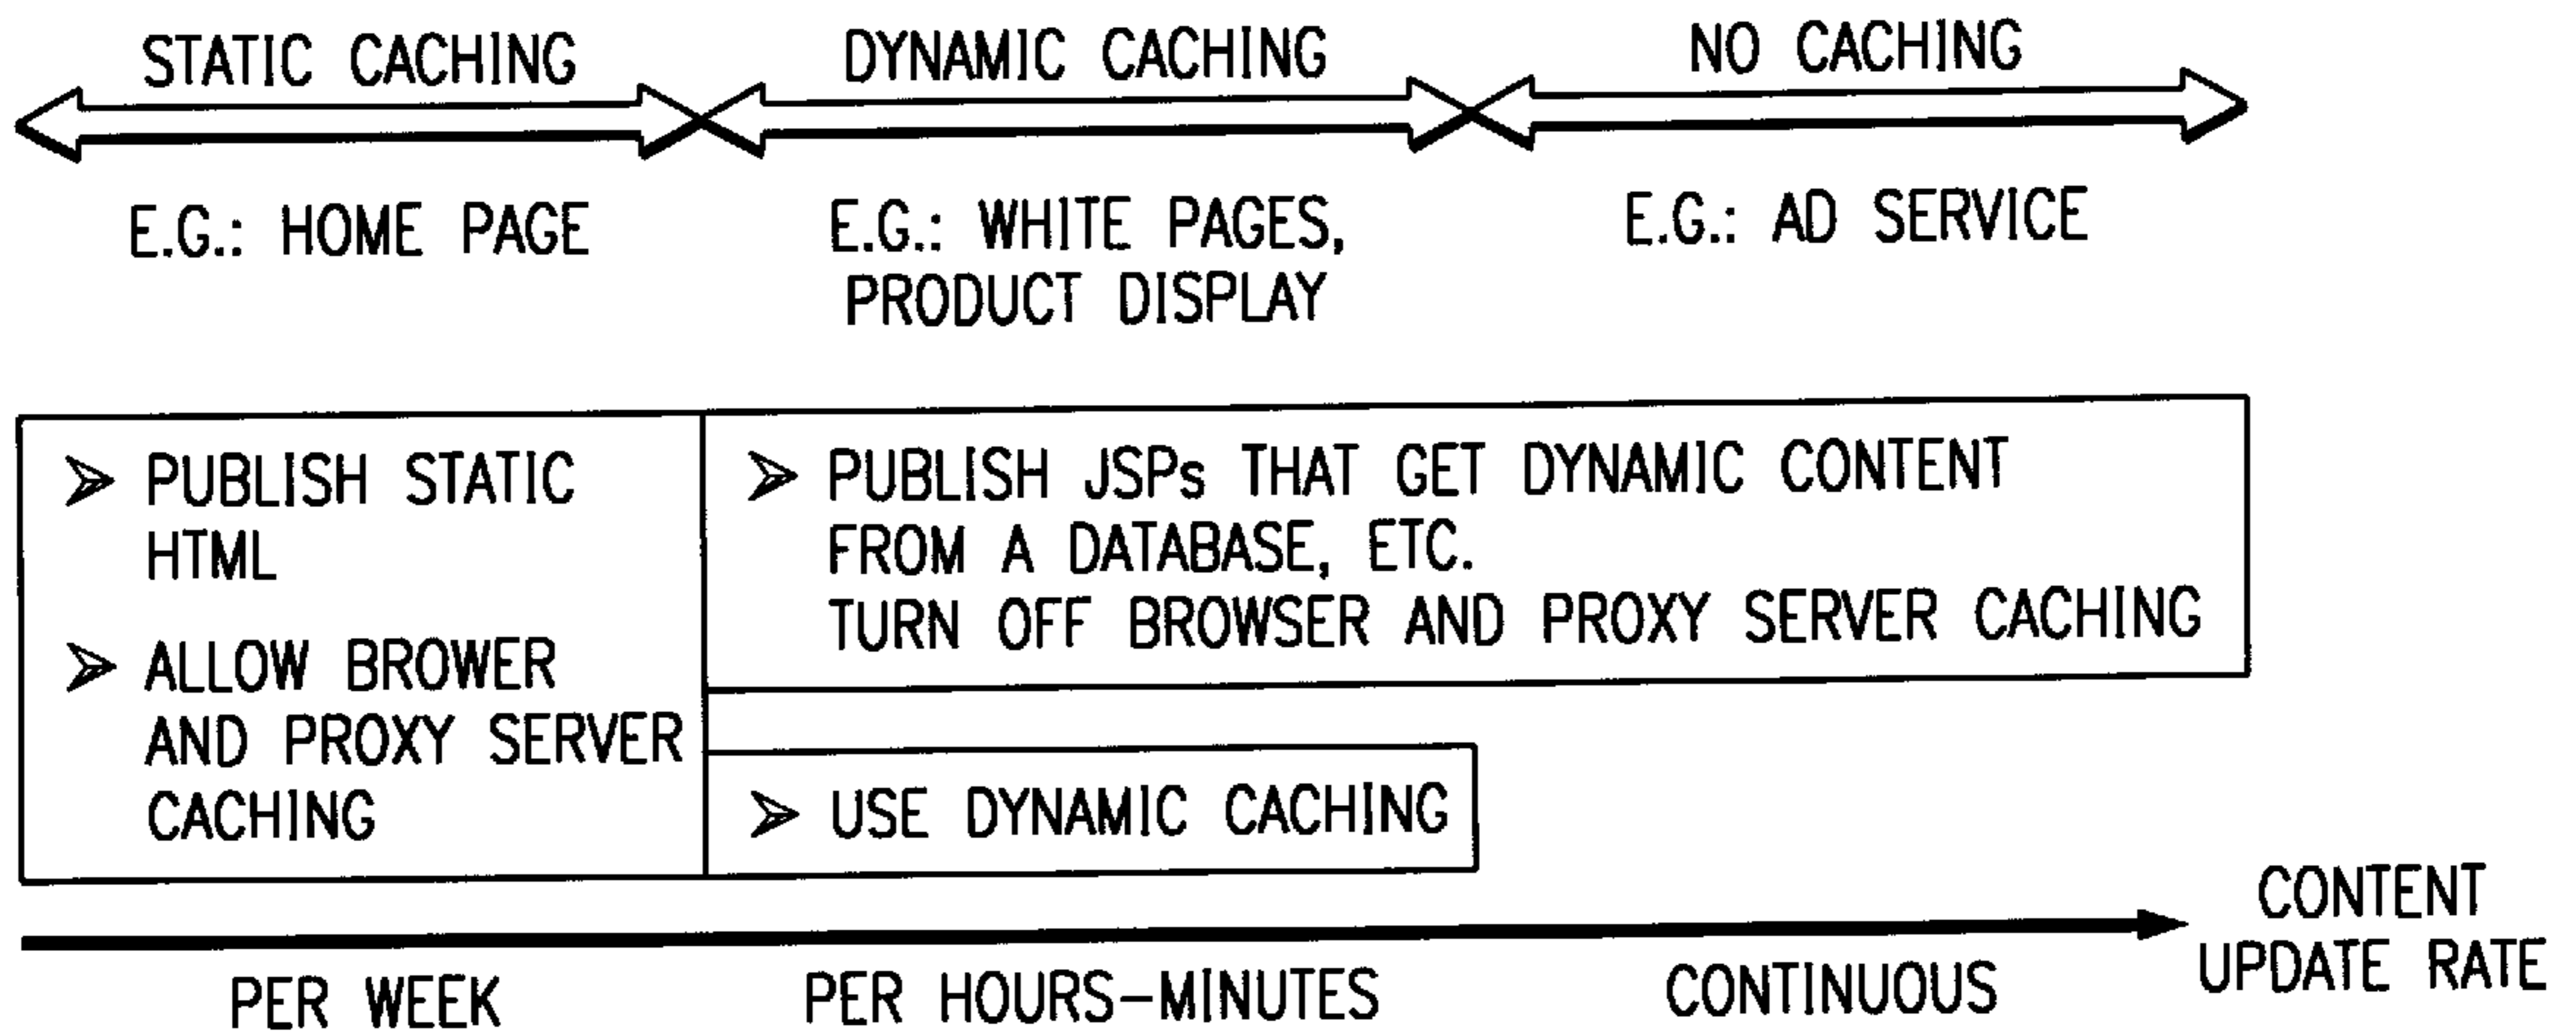 STATIC CACHING
DYNAMIC CACHING
NO CACHING
E.G.: HOME PAGE
E.G.: WHITE PAGES,
PRODUCT DISPLAY
E.G.: AD SERVICE
➢ PUBLISH STATIC
HTML
➢ ALLOW BROWER
AND PROXY SERVER
CACHING
➢ PUBLISH JSPs THAT GET DYNAMIC CONTENT
FROM A DATABASE, ETC.
TURN OFF BROWSER AND PROXY SERVER CACHING
➢ USE DYNAMIC CACHING
PER WEEK
PER HOURS-MINUTES
CONTINUOUS
CONTENT
UPDATE RATE